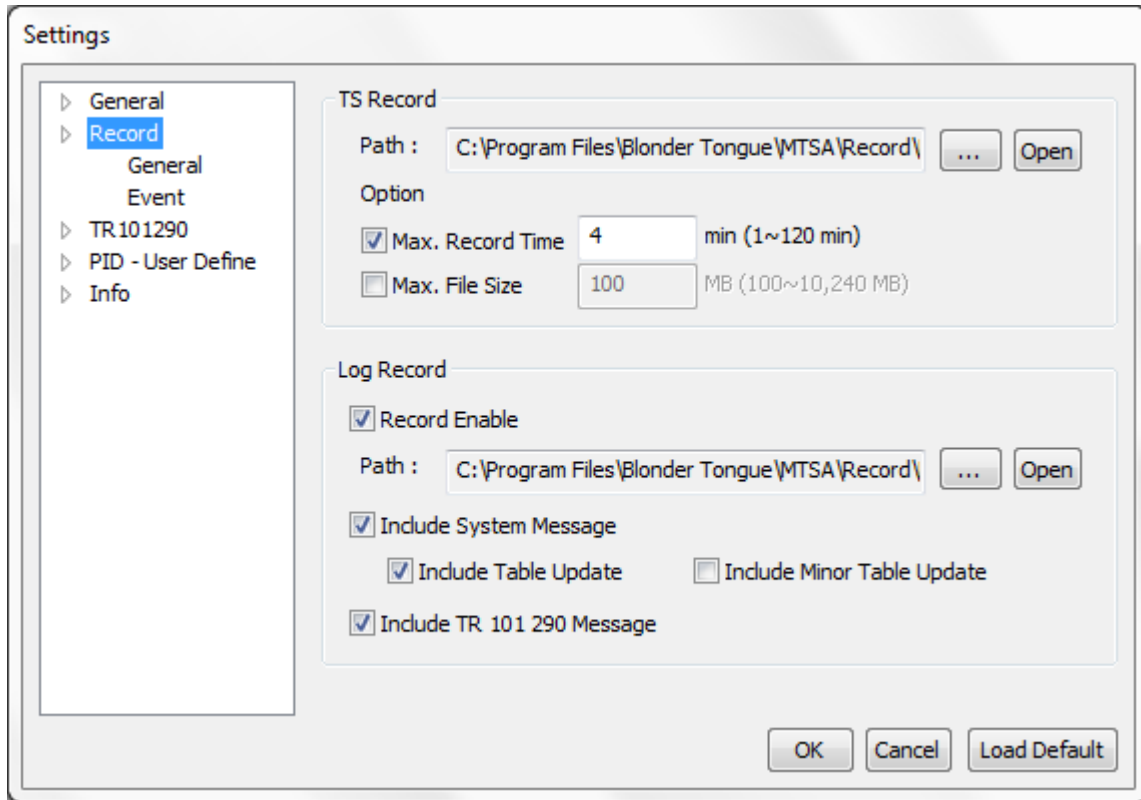 Settings
General
Record
General
Event
TR101290
PID - User Define
Info
TS Record
Path : C:\Program Files\Blonder Tongue\MTSA\Record\ ... Open
Option
Max. Record Time 4 min (1~120 min)
Max. File Size 100 MB (100~10,240 MB)
Log Record
Record Enable
Path : C:\Program Files\Blonder Tongue\MTSA\Record\ ... Open
Include System Message
Include Table Update Include Minor Table Update
Include TR 101 290 Message
OK Cancel Load Default